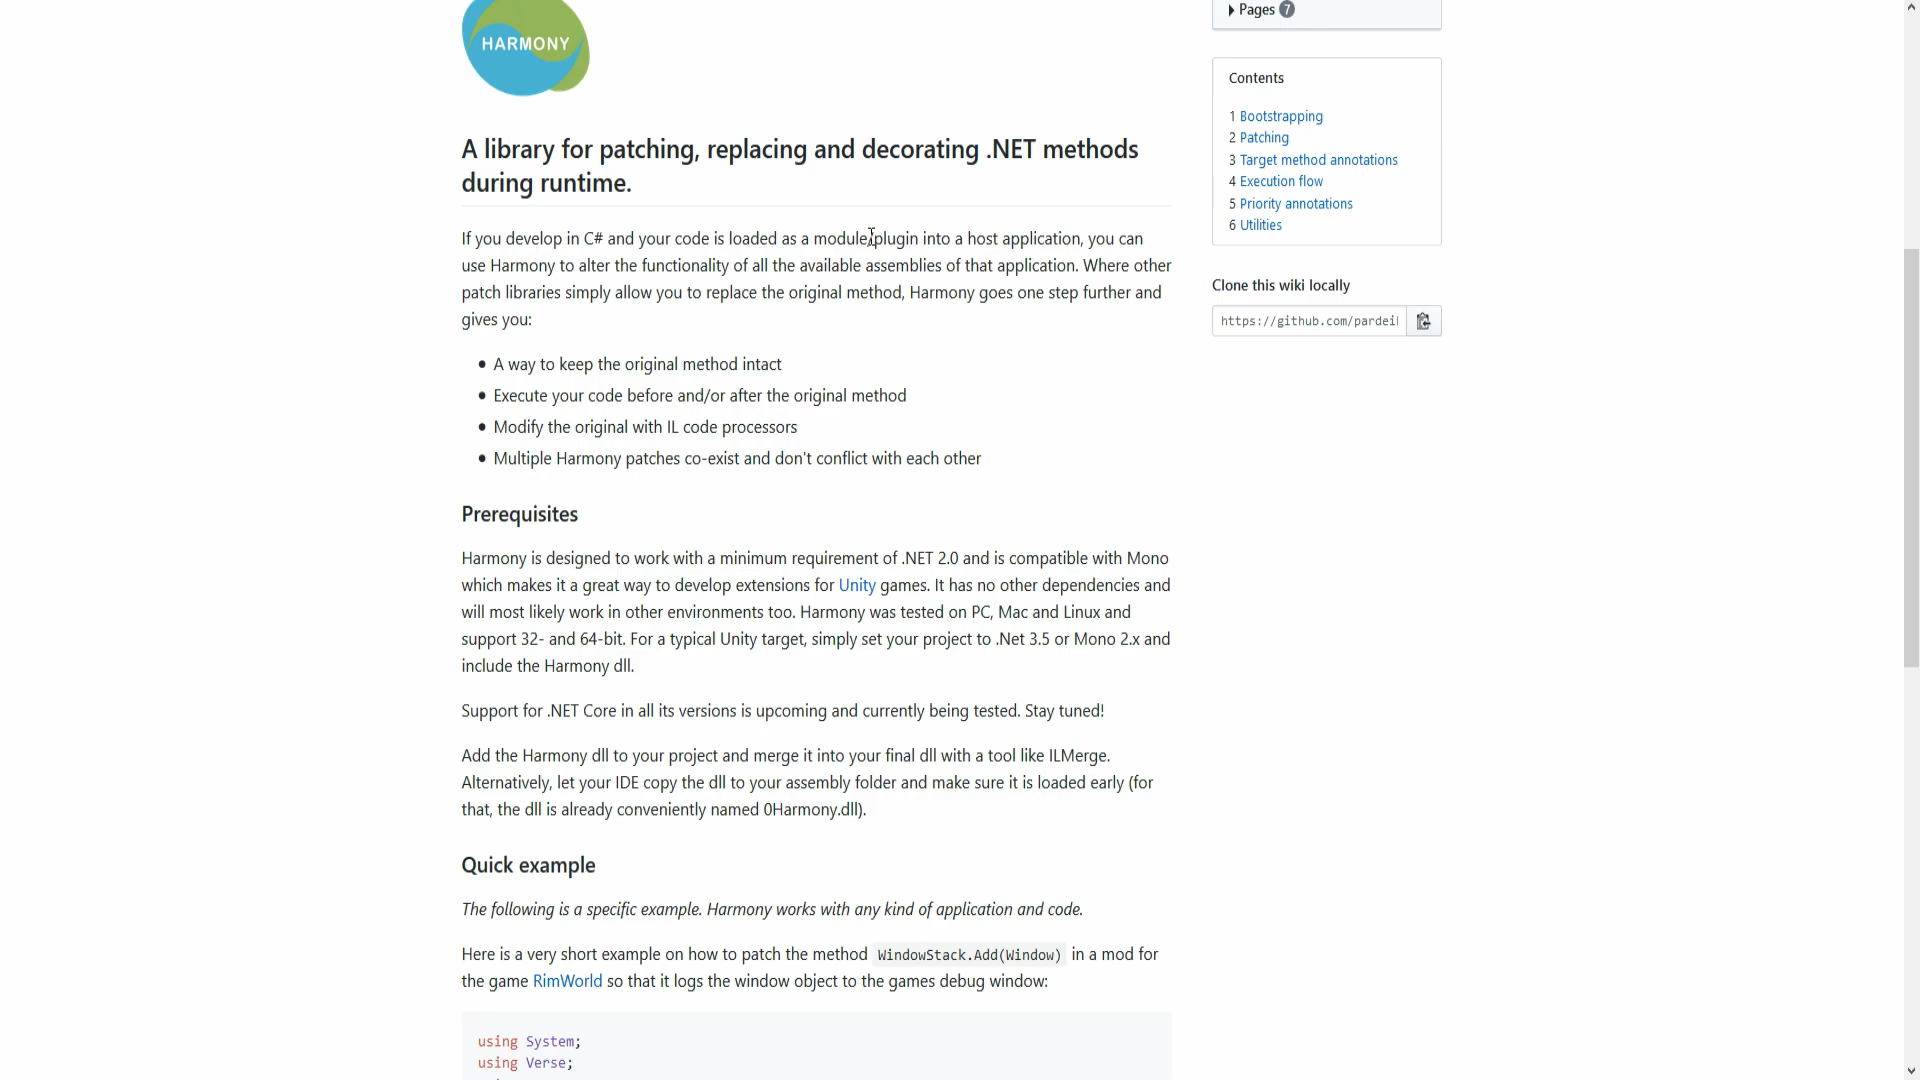 HARMONY
A library for patching, replacing and decorating .NET methods
during runtime.
If you develop in C# and your code is loaded as a module/plugin into a host application, you can
use Harmony to alter the functionality of all the available assemblies of that application. Where other
patch libraries simply allow you to replace the original method, Harmony goes one step further and
gives you:
• A way to keep the original method intact
• Execute your code before and/or after the original method
• Modify the original with IL code processors
• Multiple Harmony patches co-exist and don't conflict with each other
Prerequisites
Harmony is designed to work with a minimum requirement of .NET 2.0 and is compatible with Mono
which makes it a great way to develop extensions for Unity games. It has no other dependencies and
will most likely work in other environments too. Harmony was tested on PC, Mac and Linux and
support 32- and 64-bit. For a typical Unity target, simply set your project to .Net 3.5 or Mono 2.x and
include the Harmony dll.
Support for .NET Core in all its versions is upcoming and currently being tested. Stay tuned!
Add the Harmony dll to your project and merge it into your final dll with a tool like ILMerge.
Alternatively, let your IDE copy the dll to your assembly folder and make sure it is loaded early (for
that, the dll is already conveniently named 0Harmony.dll).
Quick example
The following is a specific example. Harmony works with any kind of application and code.
Here is a very short example on how to patch the method WindowStack.Add(Window) in a mod for
the game RimWorld so that it logs the window object to the games debug window:
using System;
using Verse;
Pages 7
Contents
1 Bootstrapping
2 Patching
3 Target method annotations
4 Execution flow
5 Priority annotations
6 Utilities
Clone this wiki locally
https://github.com/pardeil